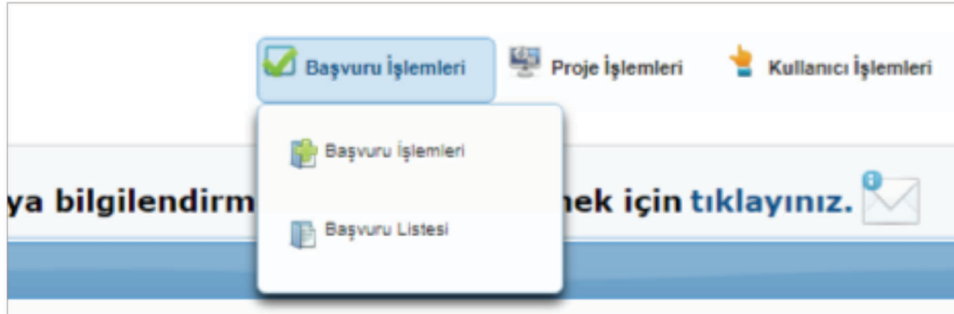 Başvuru İşlemleri Proje İşlemleri Kullanıcı İşlemleri
Başvuru İşlemleri
ya bilgilendirm nek için tıklayınız.
Başvuru Listesi